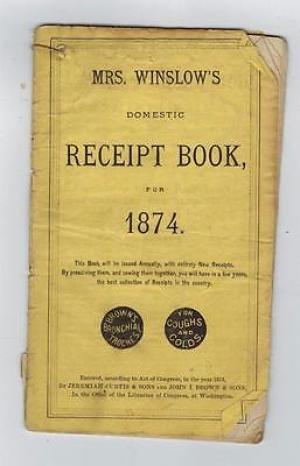 MRS. WINSLOW'S
DOMESTIC
RECEIPT BOOK,
FOR
1874.
This Book will be issued Annually, with entirely New Receipts.
By preserving them, and sewing them together, you will have in a few years,
the best collection of Receipts in the country.
BROWN'S
BRONCHIAL
TROCHES
FOR
COUGHS
AND
COLDS
Entered, according to Act of Congress, in the year 1873,
By JEREMIAH CURTIS & SONS AND JOHN I. BROWN & SONS,
In the Office of the Librarian of Congress, at Washington.